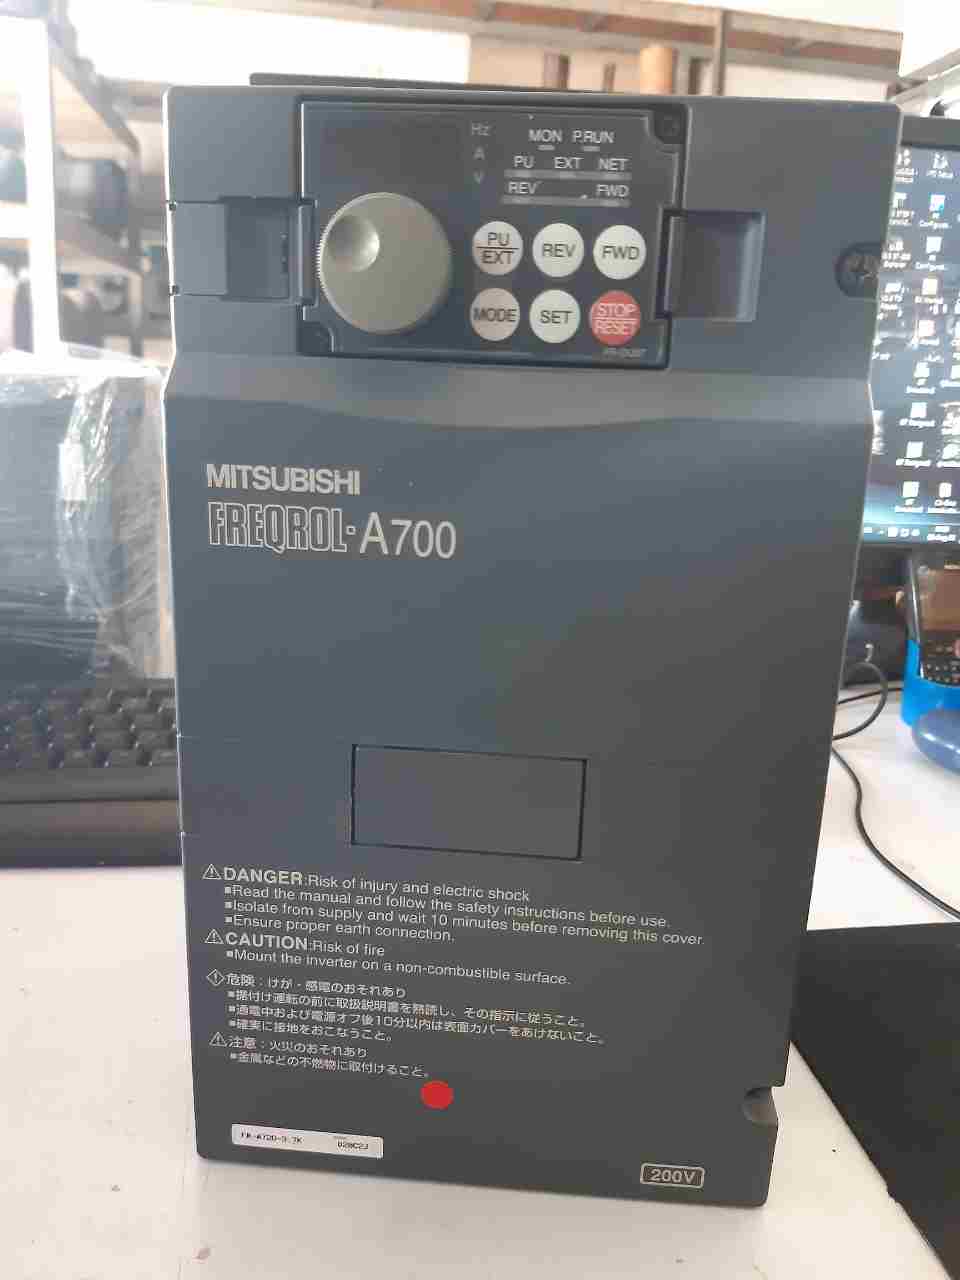 Hz
A
V
MON P.RUN
PU EXT NET
REV FWD
PU
EXT
REV
FWD
MODE
SET
STOP
RESET
MITSUBISHI
FREQROL-A700
DANGER:Risk of injury and electric shock
■Read the manual and follow the safety instructions before use.
■Isolate from supply and wait 10 minutes before removing this cover.
■Ensure proper earth connection.
CAUTION:Risk of fire
■Mount the inverter on a non-combustible surface.
危険：けが・感電のおそれあり
■据付け運転の前に取扱説明書を熟読し、その指示に従うこと。
■通電中および電源オフ後10分以内は表面カバーをあけないこと。
■確実に接地をおこなうこと。
注意：火災のおそれあり
■金属などの不燃物に取付けること。
FR-A720-3.7K
200V